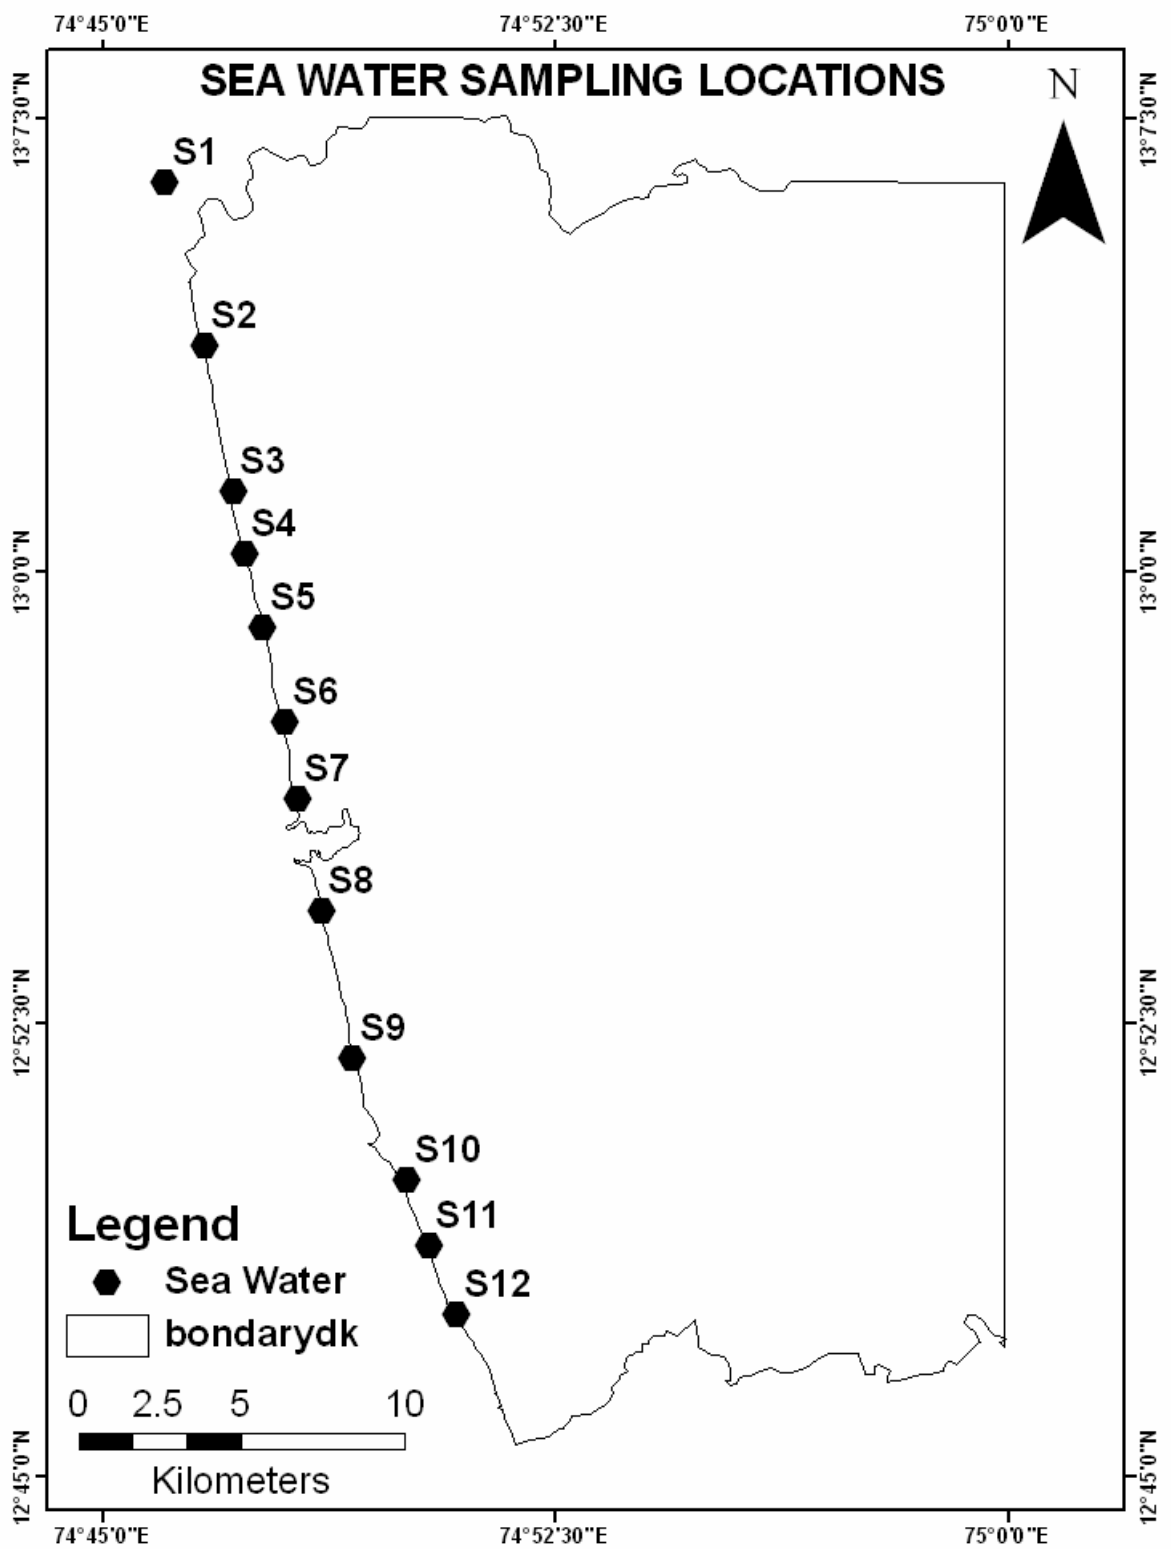 74°45'0"E 74°52'30"E 75°0'0"E
SEA WATER SAMPLING LOCATIONS
N
13°7'30"N 13°7'30"N
S1
S2
S3
S4
13°0'0"N 13°0'0"N
S5
S6
S7
S8
12°52'30"N 12°52'30"N
S9
S10
S11
S12
Legend
Sea Water
bondarydk
0 2.5 5 10
Kilometers
12°45'0"N 12°45'0"N
74°45'0"E 74°52'30"E 75°0'0"E